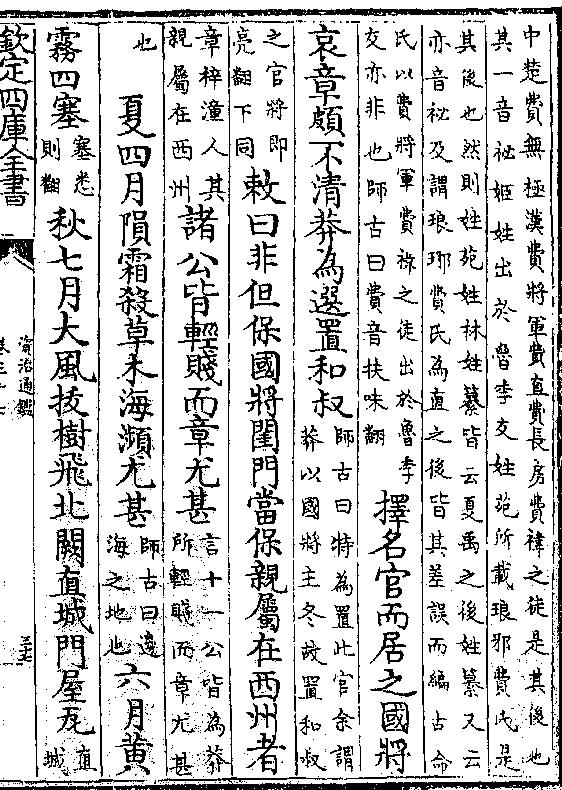 中楚費無極漢費將軍費直費長房費禕之徒是其後也
其一音祕姬姓出於魯季友姓苑所載琅邪費氏是
其後也然則姓苑姓林姓纂皆云夏禹之後姓纂又云
亦音祕及謂琅琊費氏為直之後皆其差誤而編古命
氏以費將軍費祿之徒出於魯季
友亦非也師古曰費音扶味翻
擇名官而居之國將
哀章頗不清莽為選置和叔
師古曰特為置此官余謂
莽以國將主冬故置和叔
之官將即
亮翻下同
敕曰非但保國將閨門當保親屬在西州者
章梓潼人其
親屬在西州
諸公皆輕賤而章尤甚
言十一公皆為莽
所輕賤而章尤甚
也
夏四月隕霜殺草木海瀕尤甚
師古曰邊
海之地也
六月黃
霧四塞
塞悉
則翻
秋七月大風拔樹飛北闕直城門屋瓦
直
城
欽定四庫全書
資治通鑑
卷三十七